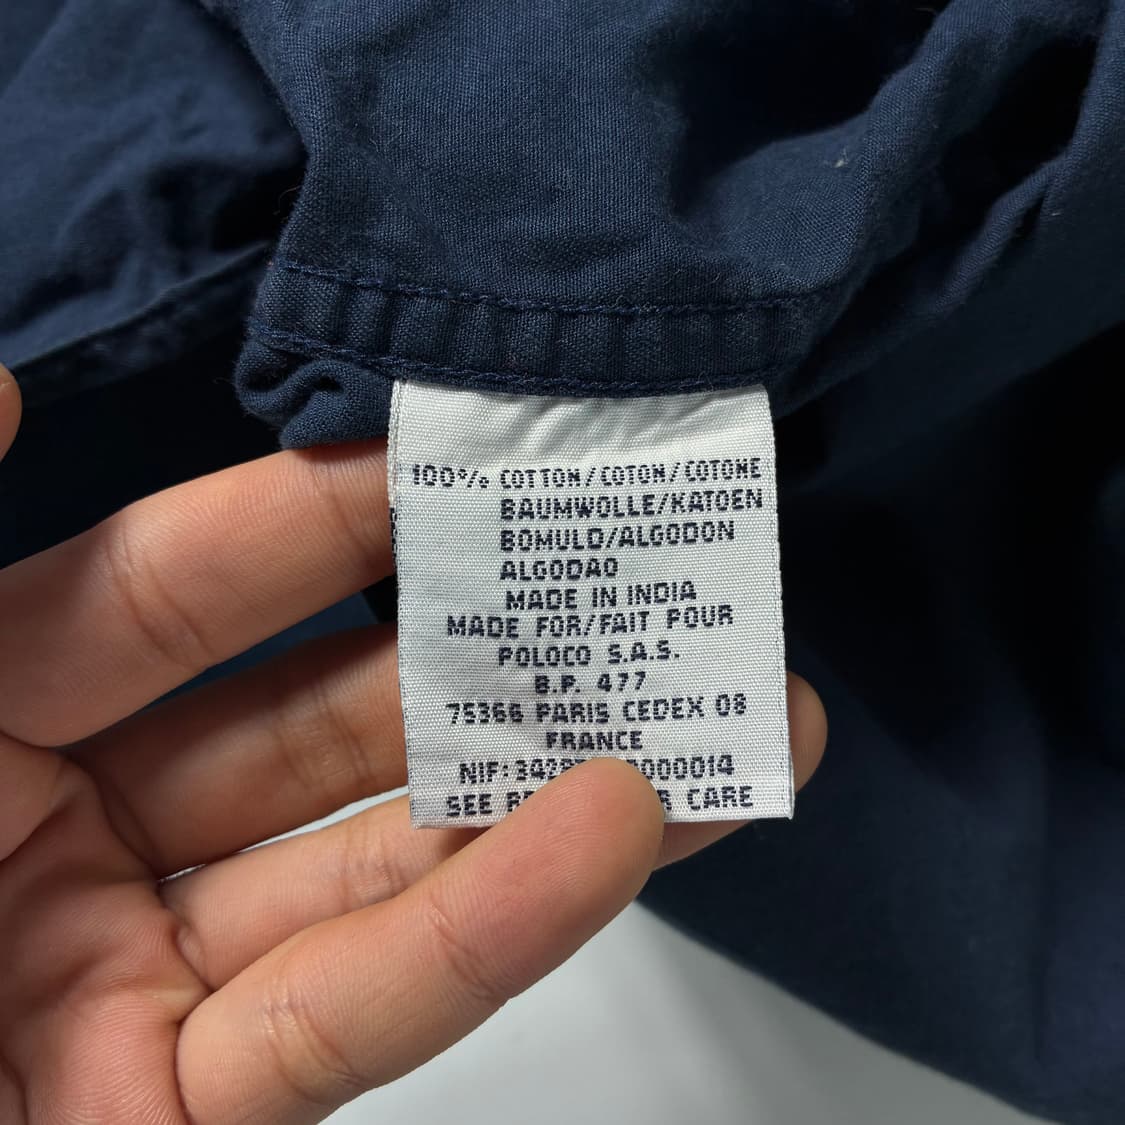 100% COTTON/COTON/COTONE
BAUMWOLLE/KATOEN
BOMULD/ALGODON
ALGODAO
MADE IN INDIA
MADE FOR/FAIT POUR
POLOCO S.A.S.
B.P. 477
75366 PARIS CEDEX 08
FRANCE
NIF:
SEE CARE